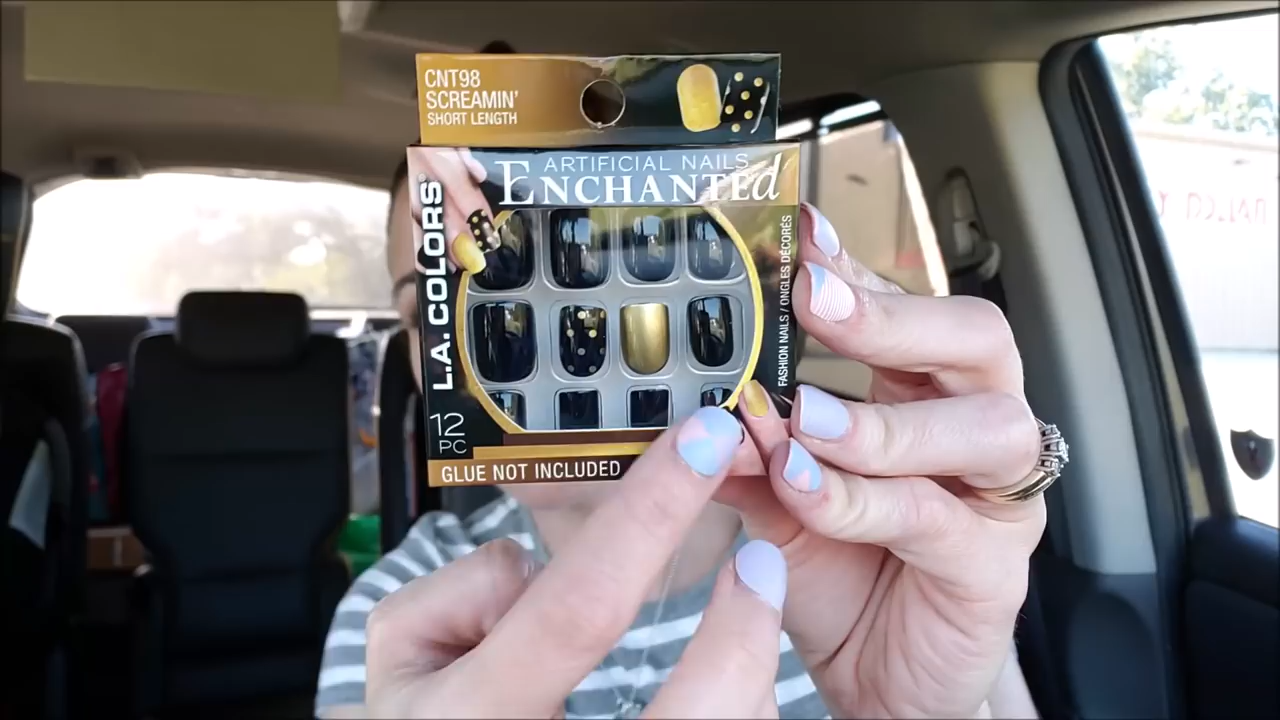 CNT98
SCREAMIN'
SHORT LENGTH
ARTIFICIAL NAILS
ENCHANTEd
L.A. COLORS®
FASHION NAILS / ONGLES DÉCORÉS
12
PC
GLUE NOT INCLUDED